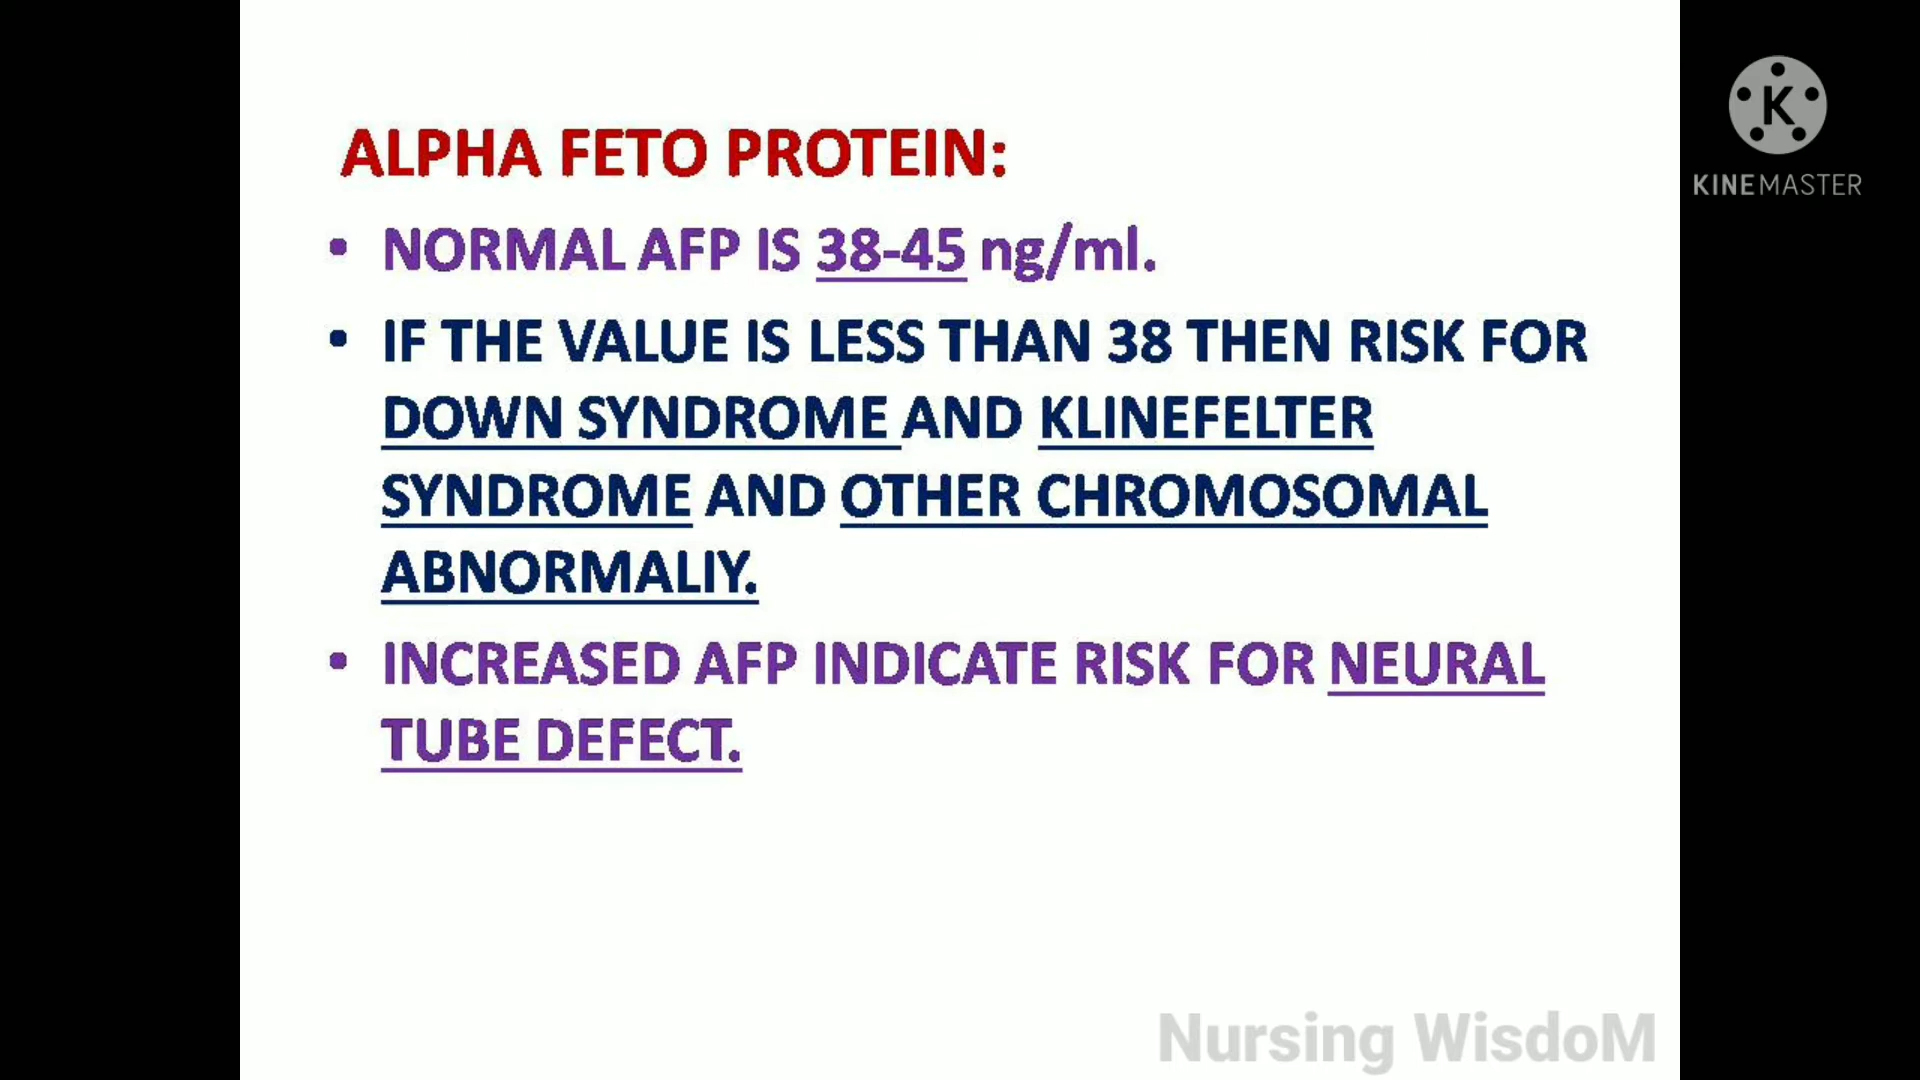 ALPHA FETO PROTEIN:
• NORMAL AFP IS 38-45 ng/ml.
• IF THE VALUE IS LESS THAN 38 THEN RISK FOR
DOWN SYNDROME AND KLINEFELTER
SYNDROME AND OTHER CHROMOSOMAL
ABNORMALIY.
• INCREASED AFP INDICATE RISK FOR NEURAL
TUBE DEFECT.
K
KINEMASTER
Nursing WisdoM